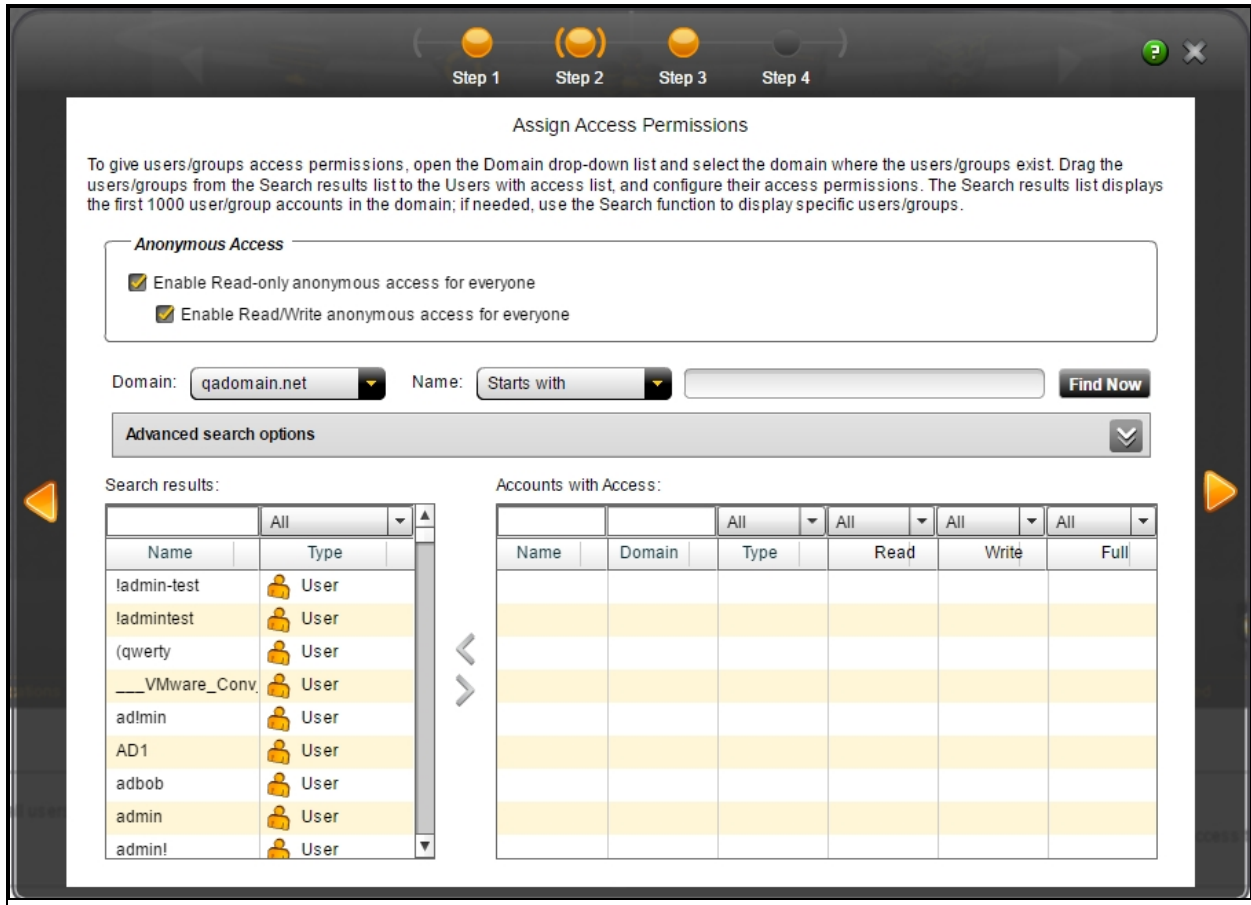 Step 1
Step 2
Step 3
Step 4
Assign Access Permissions
To give users/groups access permissions, open the Domain drop-down list and select the domain where the users/groups exist. Drag the
users/groups from the Search results list to the Users with access list, and configure their access permissions. The Search results list displays
the first 1000 user/group accounts in the domain; if needed, use the Search function to display specific users/groups.
Anonymous Access
Enable Read-only anonymous access for everyone
Enable Read/Write anonymous access for everyone
Domain: qadomain.net Name: Starts with Find Now
Advanced search options
Search results:
Accounts with Access:
All
All All All All
Name Type
Name Domain Type Read Write Full
!admin-test User
!admintest User
(qwerty User
___VMware_Conv_ User
ad!min User
AD1 User
adbob User
admin User
admin! User